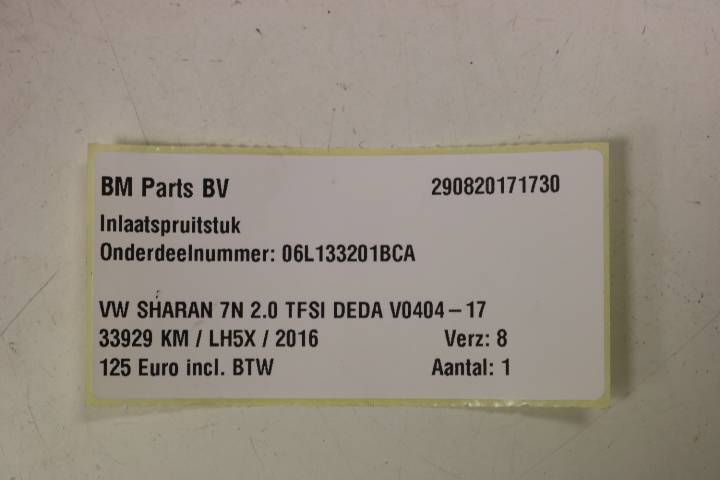 BM Parts BV 290820171730
Inlaatspruitstuk
Onderdeelnummer: 06L133201BCA
VW SHARAN 7N 2.0 TFSI DEDA V0404-17
33929 KM / LH5X / 2016 Verz: 8
125 Euro incl. BTW Aantal: 1